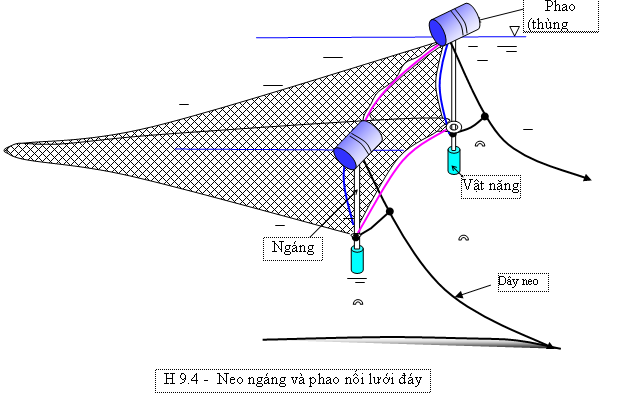 Phao
(thùng
Vật nặng
Ngáng
Dây neo
H 9.4 - Neo ngáng và phao nổi lưới đáy